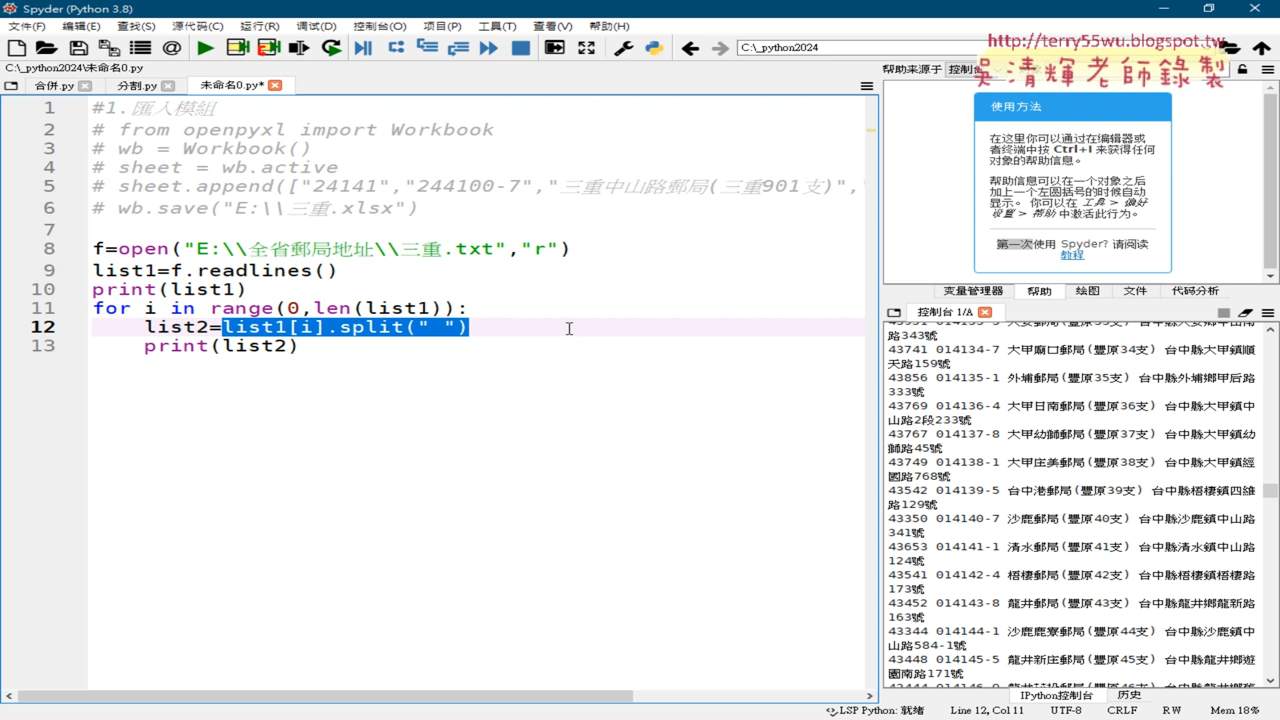 Spyder (Python 3.8)
文件(F) 编辑(E) 查找(S) 源代码(C) 运行(R) 调试(D) 控制台(O) 项目(P) 工具(T) 查看(V) 帮助(H)
C:\_python2024
http://terry55wu.blogspot.tw
吳清輝老師錄製
C:\_python2024\未命名0.py
帮助来源于 控制台
合併.py 分割.py 未命名0.py*
1 #1.匯入模組
2 # from openpyxl import Workbook
3 # wb = Workbook()
4 # sheet = wb.active
5 # sheet.append(["24141","244100-7","三重中山路郵局(三重901支)","
6 # wb.save("E:\\三重.xlsx")
7
8 f=open("E:\\全省郵局地址\\三重.txt","r")
9 list1=f.readlines()
10 print(list1)
11 for i in range(0,len(list1)):
12 list2=list1[i].split(" ")
13 print(list2)
使用方法
在这里你可以通过在编辑器或
者终端中按 Ctrl+I 来获得任何
对象的帮助信息。
帮助信息可以在一个对象之后
加上一个左圆括号的时候自动
显示。 你可以在 工具 > 偏好
设置 > 帮助 中激活此行为。
第一次使用 Spyder? 请阅读
教程
变量管理器 帮助 绘图 文件 代码分析
控制台 1/A
路343號
43741 014134-7 大甲廟口郵局(豐原34支) 台中縣大甲鎮順
天路159號
43856 014135-1 外埔郵局(豐原35支) 台中縣外埔鄉甲后路
333號
43769 014136-4 大甲日南郵局(豐原36支) 台中縣大甲鎮中
山路2段233號
43767 014137-8 大甲幼獅郵局(豐原37支) 台中縣大甲鎮幼
獅路45號
43749 014138-1 大甲庄美郵局(豐原38支) 台中縣大甲鎮經
國路768號
43542 014139-5 台中港郵局(豐原39支) 台中縣梧棲鎮四維
路129號
43350 014140-7 沙鹿郵局(豐原40支) 台中縣沙鹿鎮中山路
341號
43653 014141-1 清水郵局(豐原41支) 台中縣清水鎮中山路
124號
43541 014142-4 梧棲郵局(豐原42支) 台中縣梧棲鎮梧棲路
173號
43452 014143-8 龍井郵局(豐原43支) 台中縣龍井鄉龍新路
163號
43344 014144-1 沙鹿鹿寮郵局(豐原44支) 台中縣沙鹿鎮中
山路584-1號
43448 014145-5 龍井新庄郵局(豐原45支) 台中縣龍井鄉遊
園南路171號
IPython控制台 历史
LSP Python: 就绪 Line 12, Col 11 UTF-8 CRLF RW Mem 18%